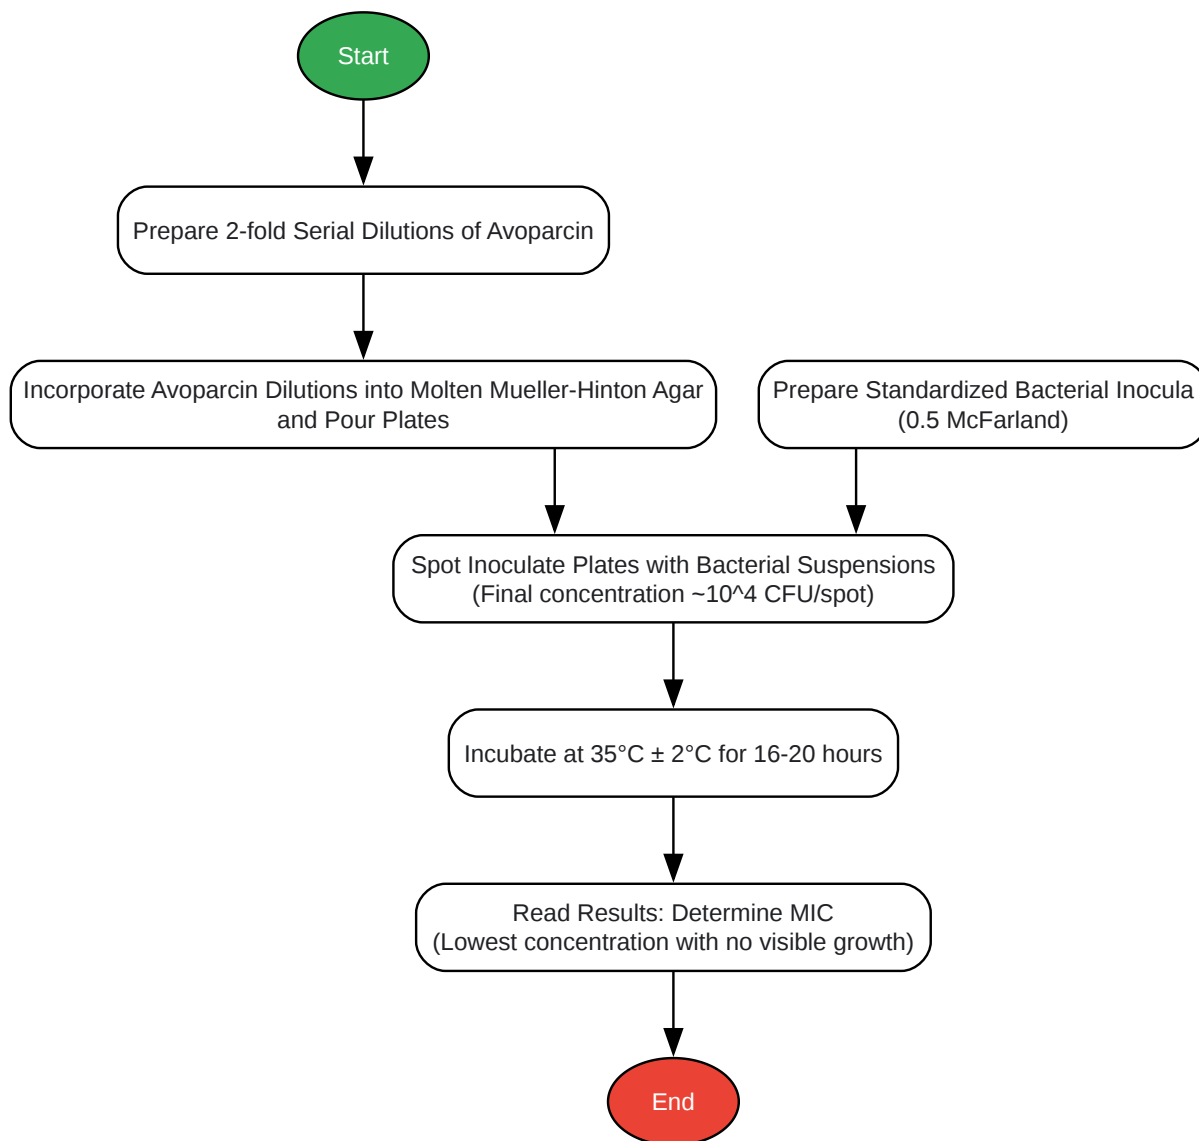 Start
Prepare 2-fold Serial Dilutions of Avoparcin
Incorporate Avoparcin Dilutions into Molten Mueller-Hinton Agar
and Pour Plates
Prepare Standardized Bacterial Inocula
(0.5 McFarland)
Spot Inoculate Plates with Bacterial Suspensions
(Final concentration ~10^4 CFU/spot)
Incubate at 35°C ± 2°C for 16-20 hours
Read Results: Determine MIC
(Lowest concentration with no visible growth)
End